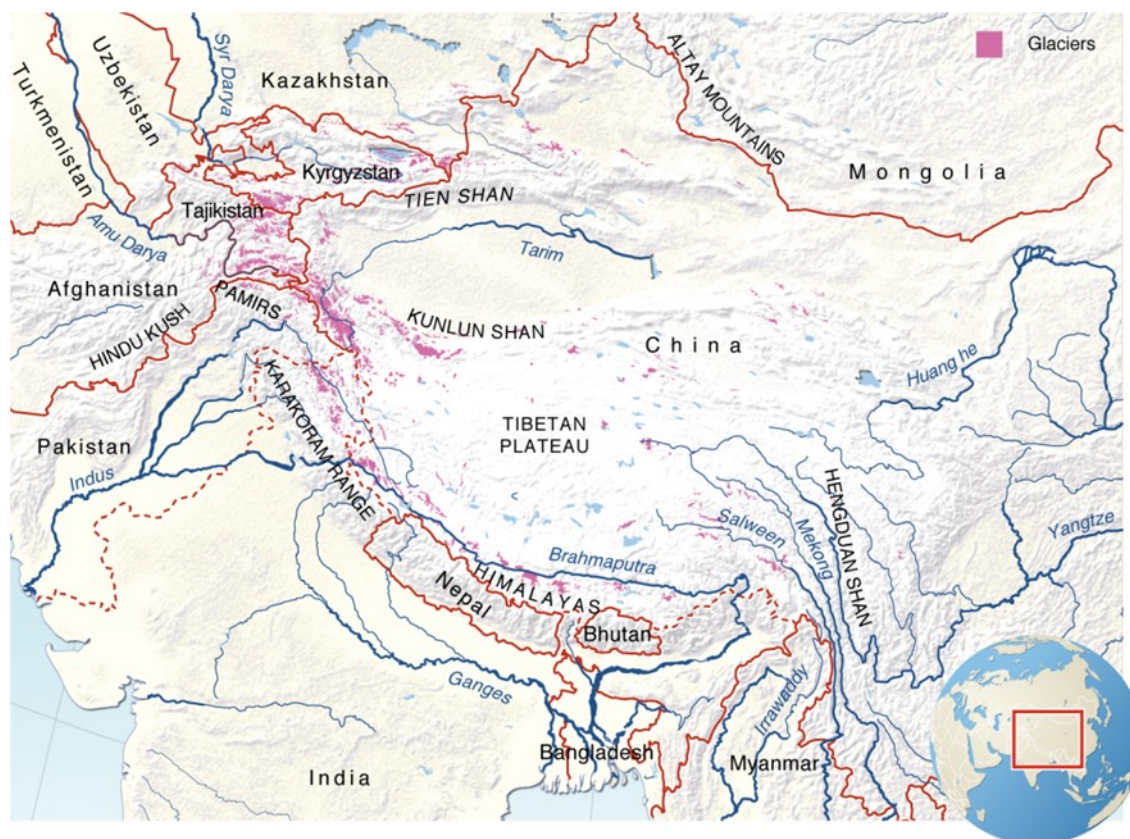 Glaciers
ALTAY MOUNTAINS
Syr Darya
Uzbekistan
Kazakhstan
Turkmenistan
Mongolia
Kyrgyzstan
TIEN SHAN
Tajikistan
Amu Darya
Tarim
Afghanistan
PAMIRS
HINDU KUSH
KUNLUN SHAN
China
Huang he
KARAKORAM RANGE
TIBETAN
PLATEAU
Pakistan
Indus
HENGDUAN SHAN
Salween
Mekong
Yangtze
Brahmaputra
HIMALAYAS
Nepal
Bhutan
Ganges
Irrawaddy
Bangladesh
Myanmar
India